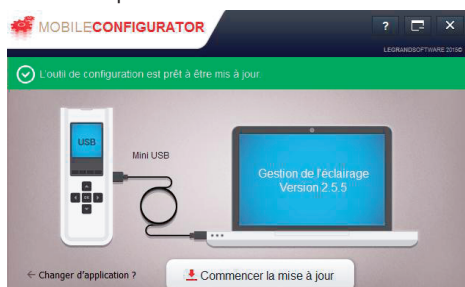 MOBILECONFIGURATOR
?
LEGRANDSOFTWARE 2015©
L'outil de configuration est prêt à être mis à jour
USB
Mini USB
OK
Gestion de l'éclairage
Version 2.5.5
← Changer d'application ?
Commencer la mise à jour